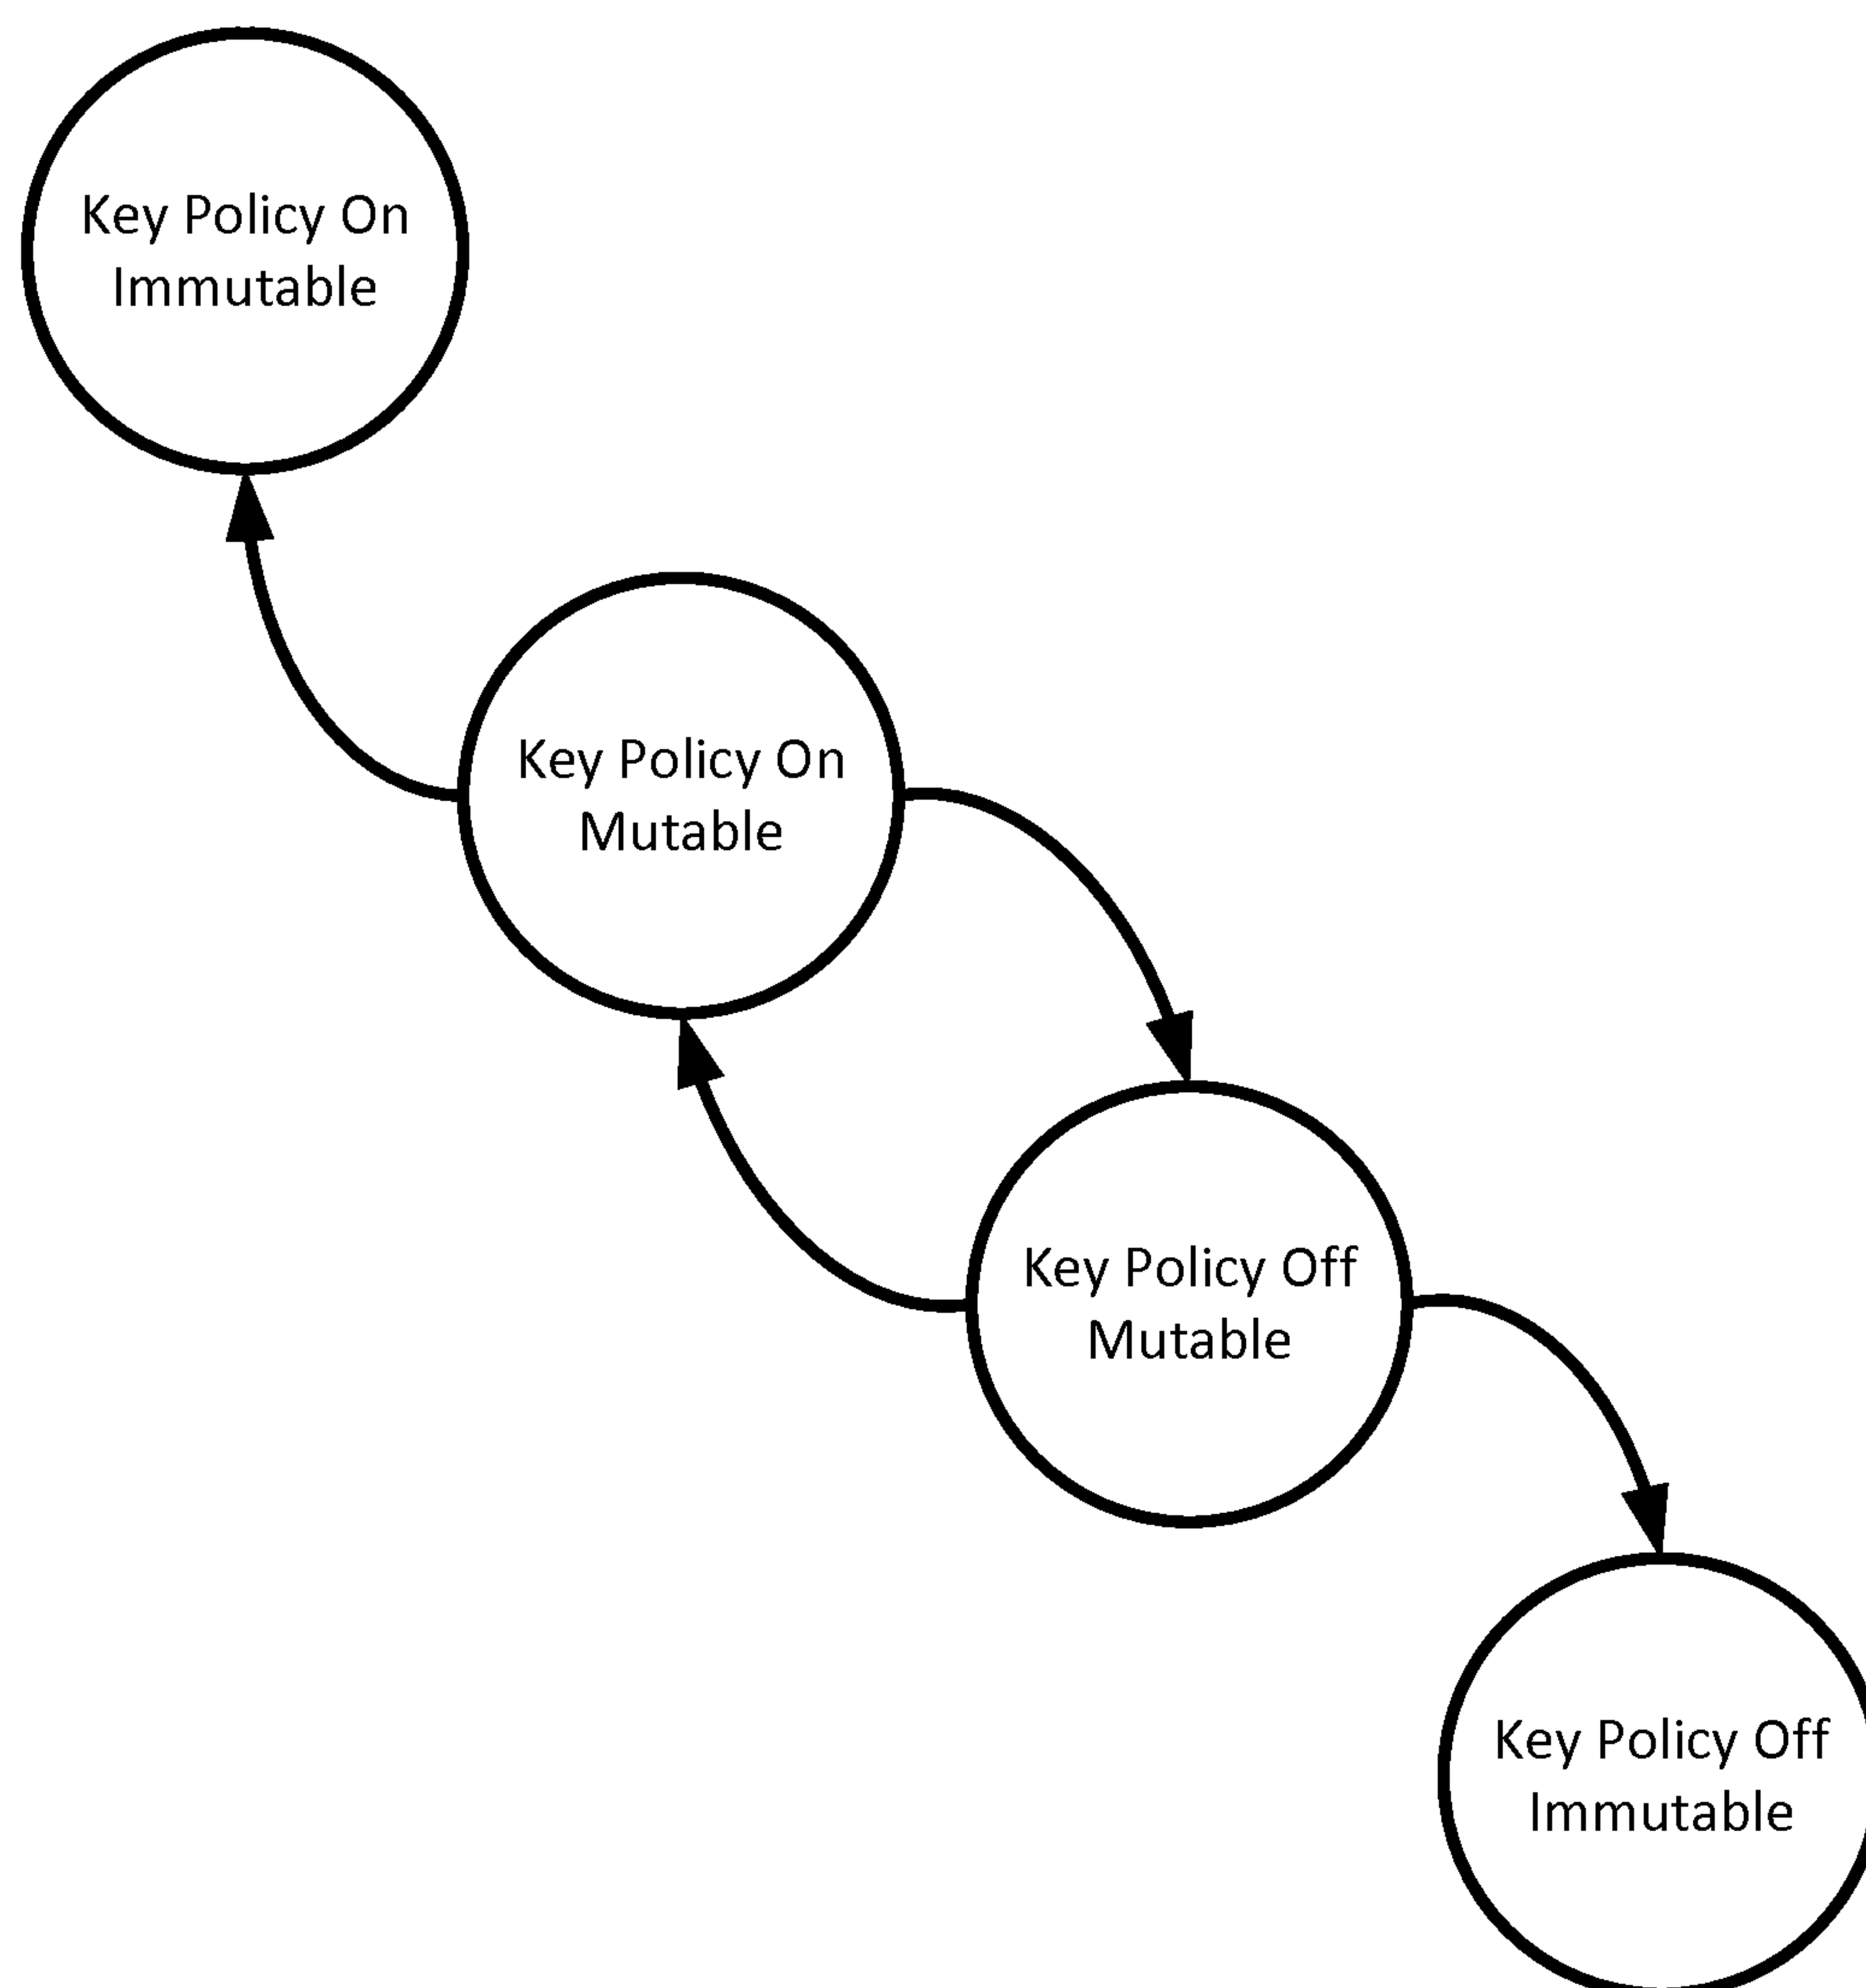 Key Policy On
Immutable
Key Policy On
Mutable
Key Policy Off
Mutable
Key Policy Off
Immutable